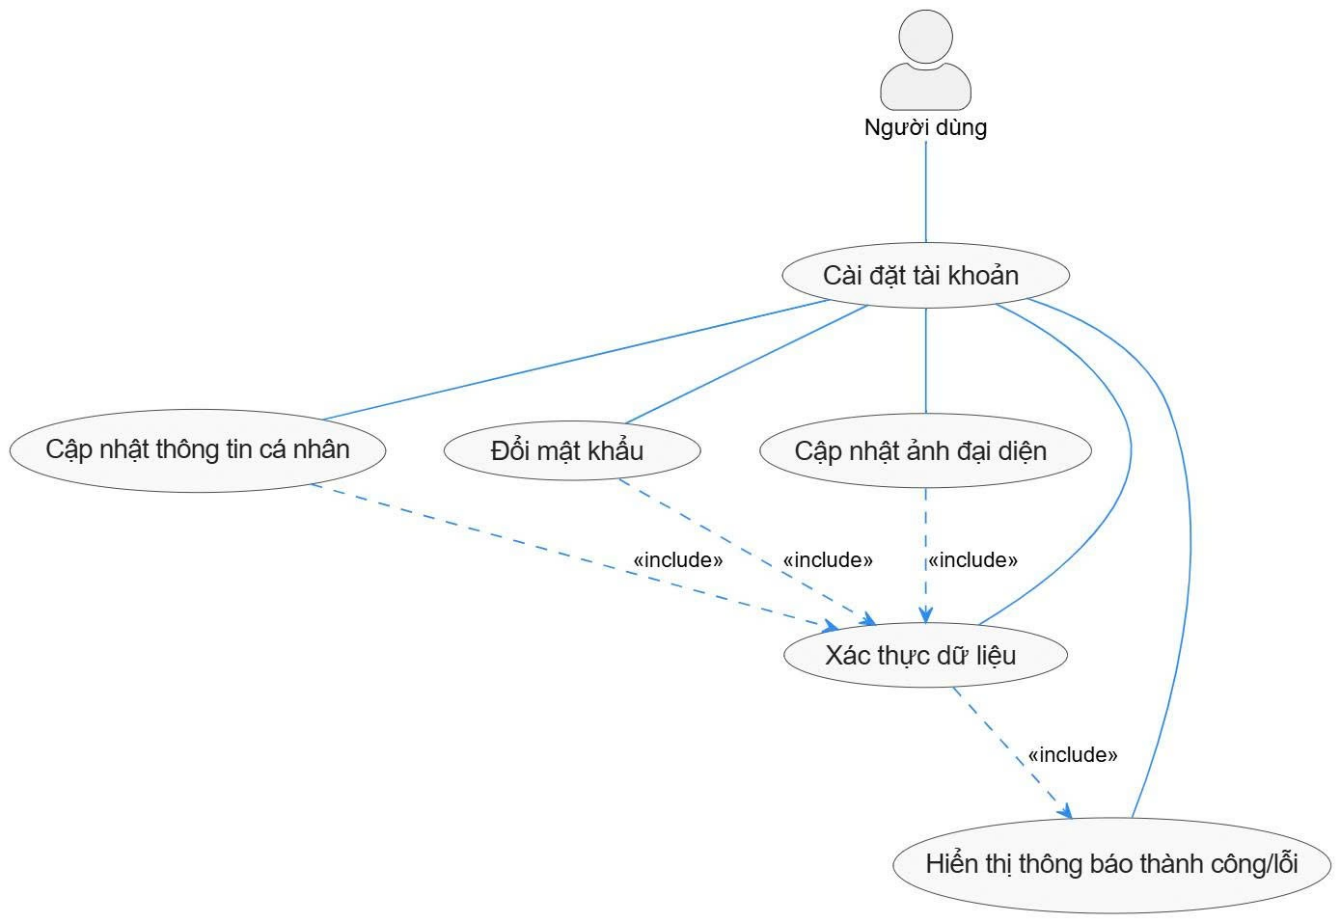 Người dùng
Cài đặt tài khoản
Cập nhật thông tin cá nhân
Đổi mật khẩu
Cập nhật ảnh đại diện
«include»
«include»
«include»
Xác thực dữ liệu
«include»
Hiển thị thông báo thành công/lỗi